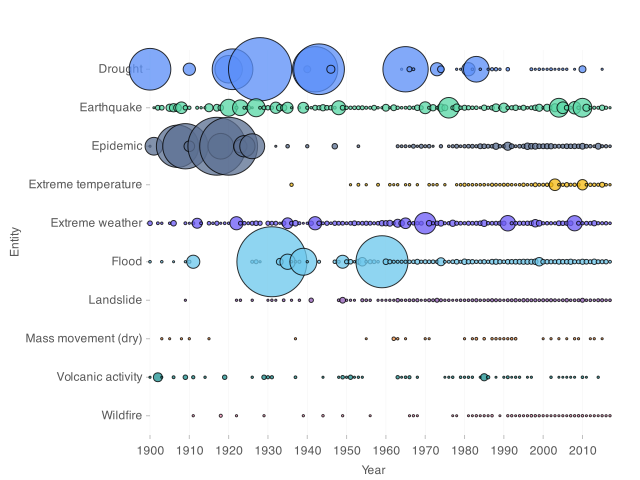 Drought
Earthquake
Epidemic
Extreme temperature
Extreme weather
Flood
Landslide
Mass movement (dry)
Volcanic activity
Wildfire
Entity
1900 1910 1920 1930 1940 1950 1960 1970 1980 1990 2000 2010
Year